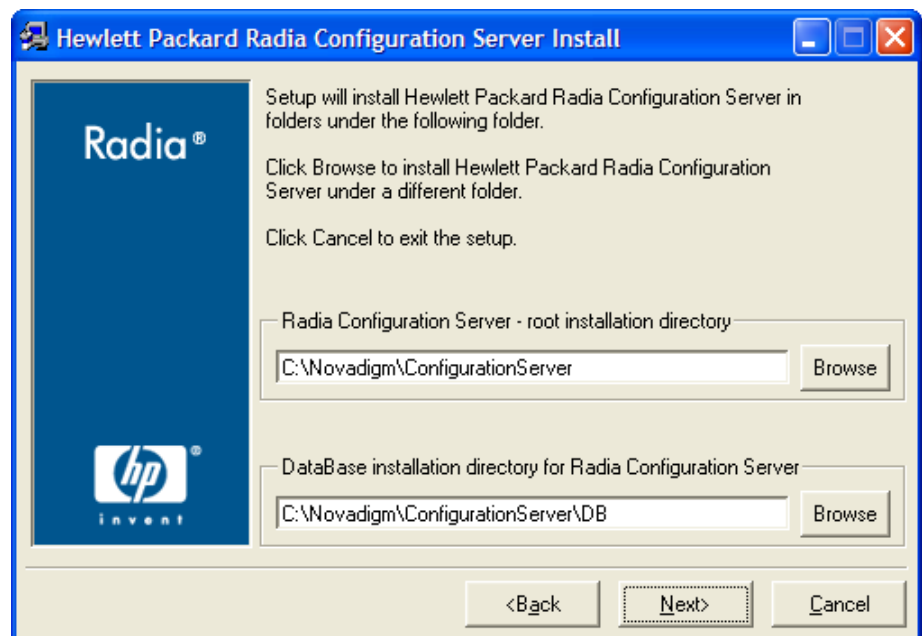 Hewlett Packard Radia Configuration Server Install
Radia®
Setup will install Hewlett Packard Radia Configuration Server in
folders under the following folder.
Click Browse to install Hewlett Packard Radia Configuration
Server under a different folder.
Click Cancel to exit the setup.
Radia Configuration Server - root installation directory
C:\Novadigm\ConfigurationServer
Browse
DataBase installation directory for Radia Configuration Server
C:\Novadigm\ConfigurationServer\DB
Browse
hp®
invent
<Back
Next>
Cancel